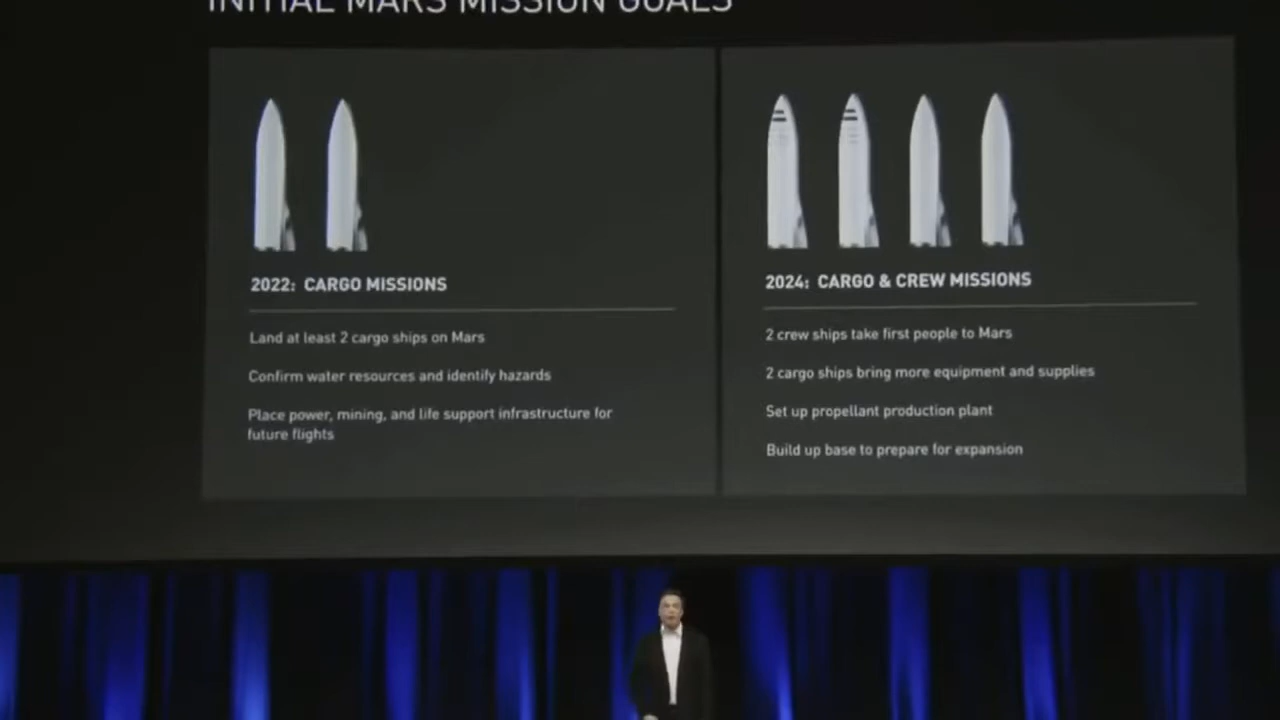 INITIAL MARS MISSION GOALS
2022: CARGO MISSIONS
Land at least 2 cargo ships on Mars
Confirm water resources and identify hazards
Place power, mining, and life support infrastructure for
future flights
2024: CARGO & CREW MISSIONS
2 crew ships take first people to Mars
2 cargo ships bring more equipment and supplies
Set up propellant production plant
Build up base to prepare for expansion